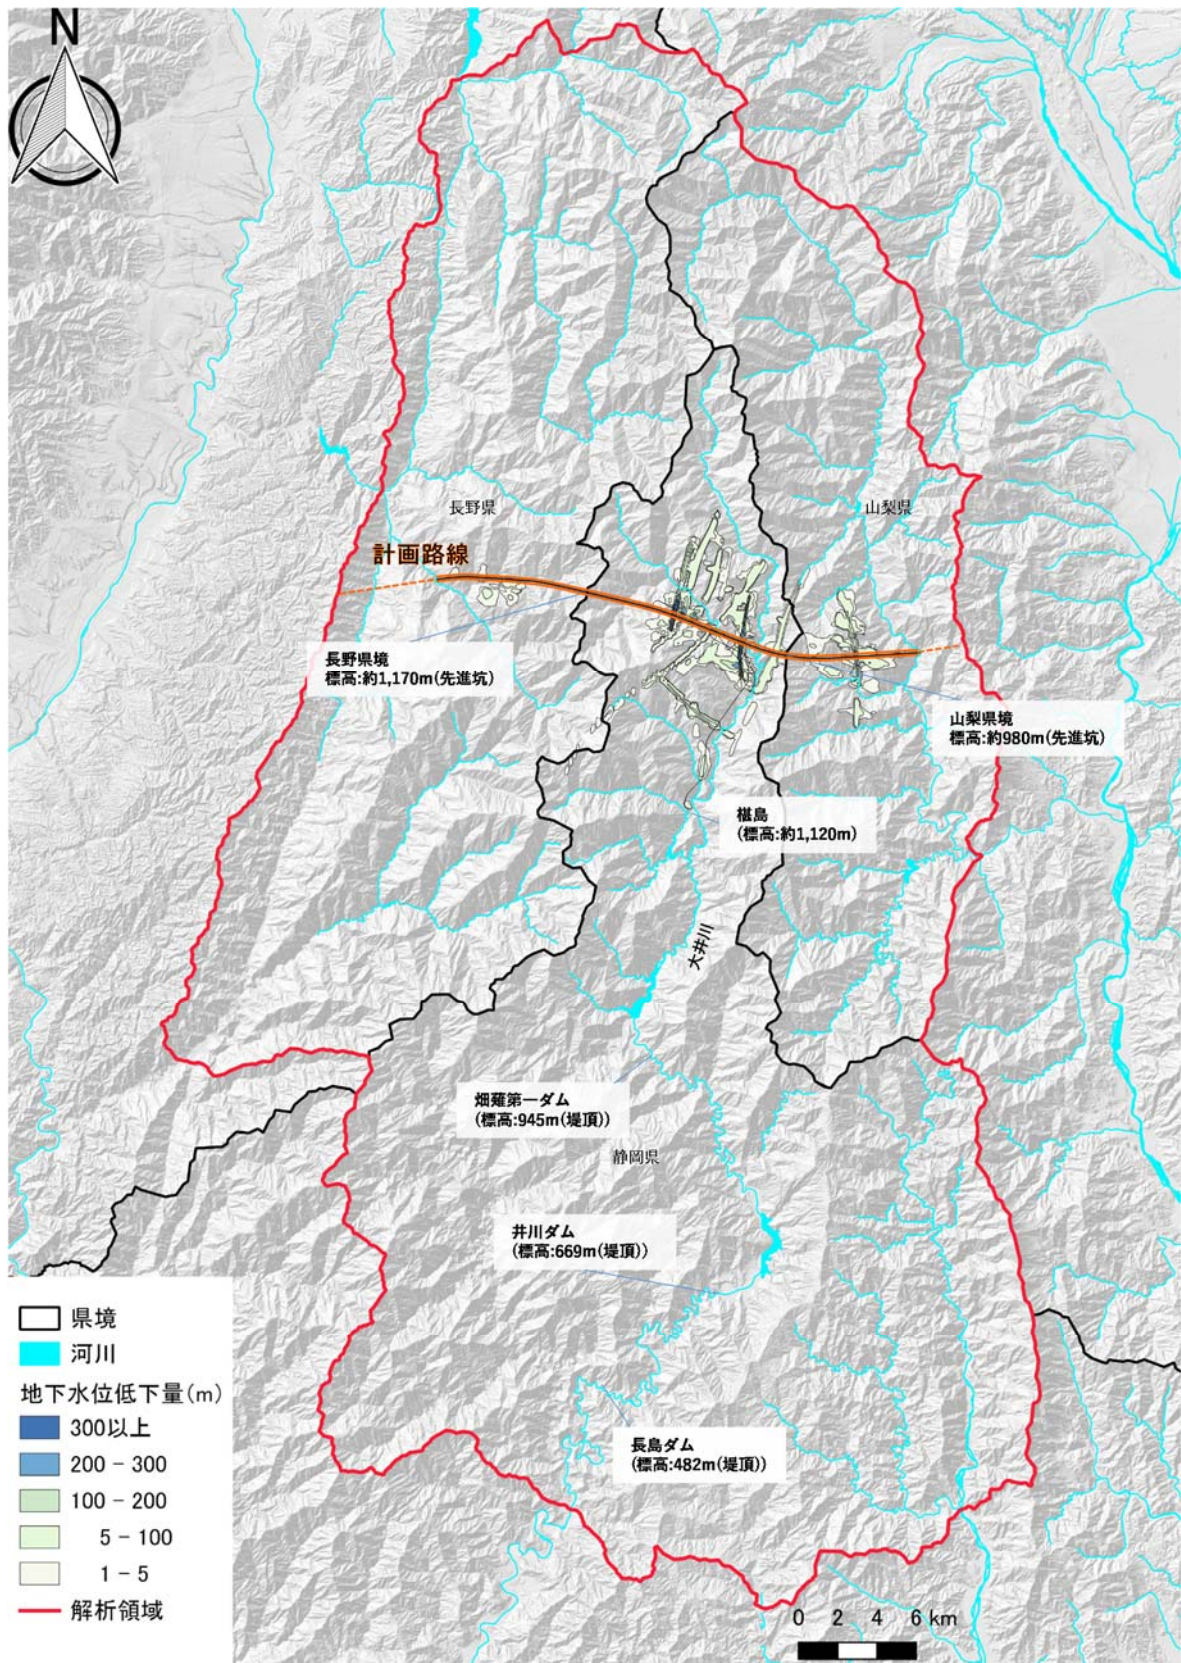 N
長野県
山梨県
計画路線
長野県境
標高:約1,170m(先進坑)
山梨県境
標高:約980m(先進坑)
椹島
(標高:約1,120m)
大井川
畑薙第一ダム
(標高:945m(堤頂))
静岡県
井川ダム
(標高:669m(堤頂))
長島ダム
(標高:482m(堤頂))
県境
河川
地下水位低下量(m)
300以上
200 - 300
100 - 200
5 - 100
1 - 5
解析領域
0 2 4 6 km